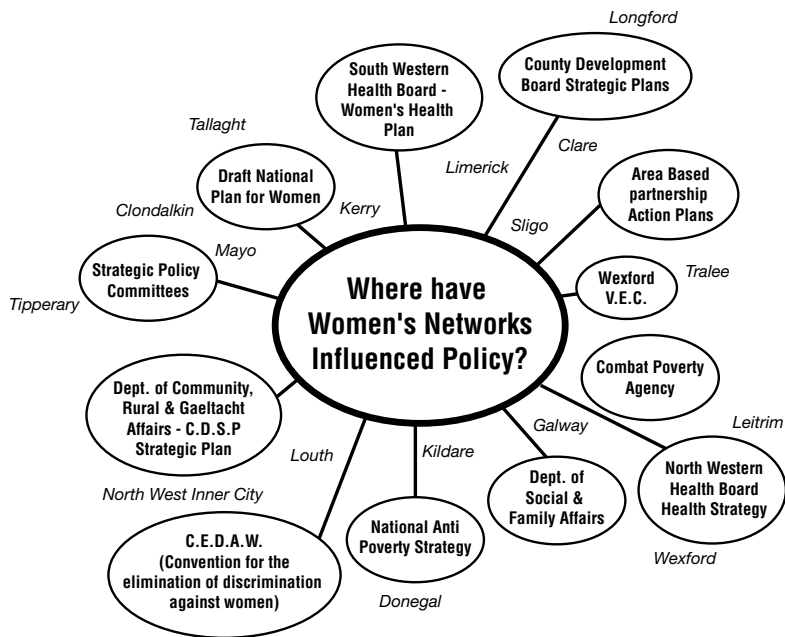 Longford
County Development
Board Strategic Plans
South Western
Health Board -
Women's Health
Plan
Tallaght
Limerick
Clare
Draft National
Plan for Women
Area Based
partnership
Action Plans
Clondalkin
Kerry
Sligo
Mayo
Strategic Policy
Committees
Tipperary
Where have
Women's Networks
Influenced Policy?
Wexford
V.E.C.
Tralee
Combat Poverty
Agency
Dept. of Community,
Rural & Gaeltacht
Affairs - C.D.S.P
Strategic Plan
Leitrim
Galway
Louth
Kildare
North Western
Health Board
Health Strategy
Dept. of
Social &
Family Affairs
North West Inner City
National Anti
Poverty Strategy
C.E.D.A.W.
(Convention for the
elimination of discrimination
against women)
Wexford
Donegal